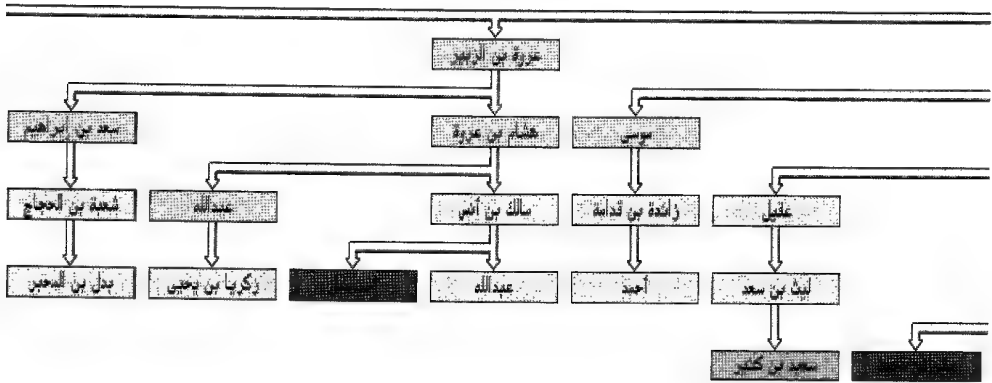 عروة بن الزبير
موسى
هشام بن عروة
سعد بن إبراهيم
عقيل
زائدة بن قدامة
مالك بن أنس
عبدالله
شعبة بن الحجاج
ليث بن سعد
أحمد
عبدالله
زكريا بن يحيى
بدل بن المحبر
سعيد بن كثير